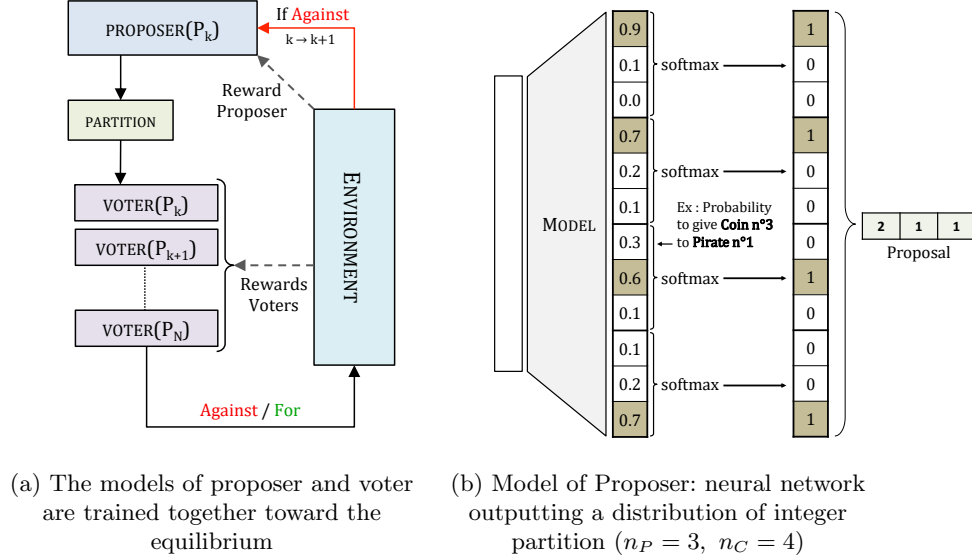 PROPOSER(Pk)
If Against
k → k+1
Reward
Proposer
PARTITION
VOTER(Pk)
VOTER(Pk+1)
VOTER(PN)
Rewards
Voters
ENVIRONMENT
Against / For
(a) The models of proposer and voter
are trained together toward the
equilibrium
MODEL
0.9
0.1
0.0
0.7
0.2
0.1
0.3
0.6
0.1
0.1
0.2
0.7
softmax
softmax
Ex : Probability
to give Coin n°3
to Pirate n°1
softmax
softmax
1
0
0
1
0
0
0
1
0
0
0
1
2 1 1
Proposal
(b) Model of Proposer: neural network
outputting a distribution of integer
partition (nP = 3, nC = 4)